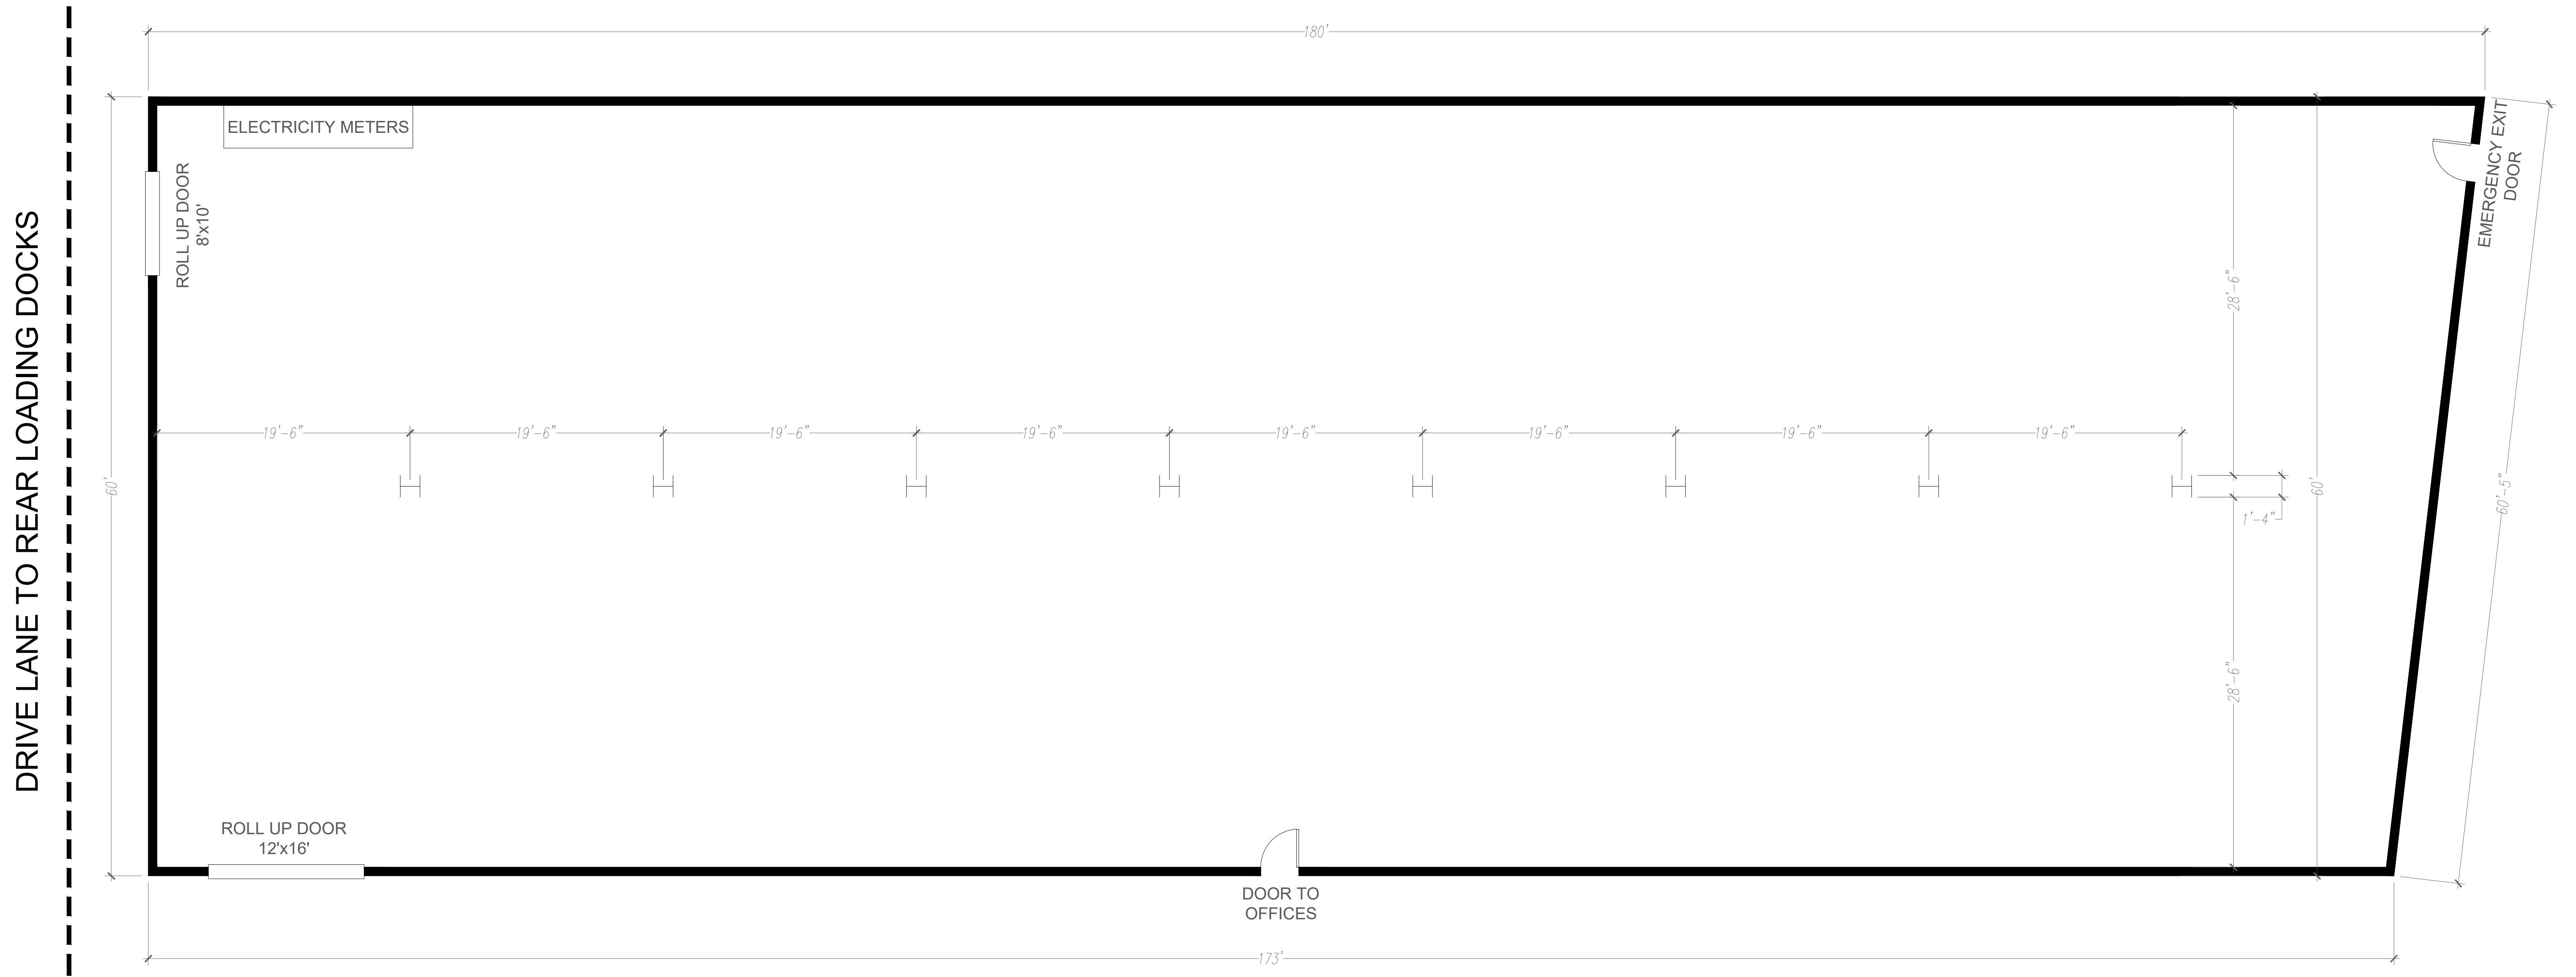 180'
ELECTRICITY METERS
EMERGENCY EXIT
DOOR
ROLL UP DOOR
8'x10'
DRIVE LANE TO REAR LOADING DOCKS
28'-6"
19'-6"
19'-6"
19'-6"
19'-6"
19'-6"
19'-6"
19'-6"
19'-6"
60'
60'
60'-5"
1'-4"
28'-6"
ROLL UP DOOR
12'x16'
DOOR TO
OFFICES
173'